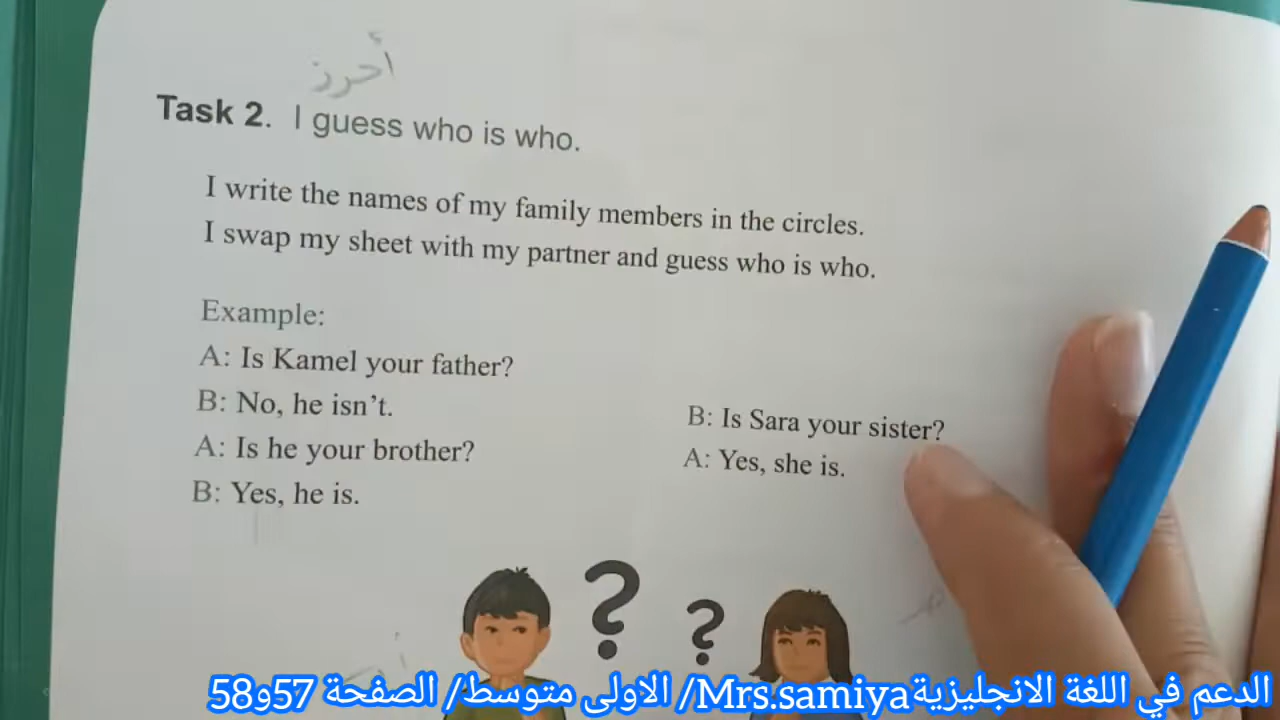 أحرز
Task 2. I guess who is who.
I write the names of my family members in the circles.
I swap my sheet with my partner and guess who is who.
Example:
A: Is Kamel your father?
B: No, he isn't.
A: Is he your brother?
B: Yes, he is.
B: Is Sara your sister?
A: Yes, she is.
? ?
الدعم في اللغة الانجليزية Mrs.samiya/ الاولى متوسط/ الصفحة 57و58